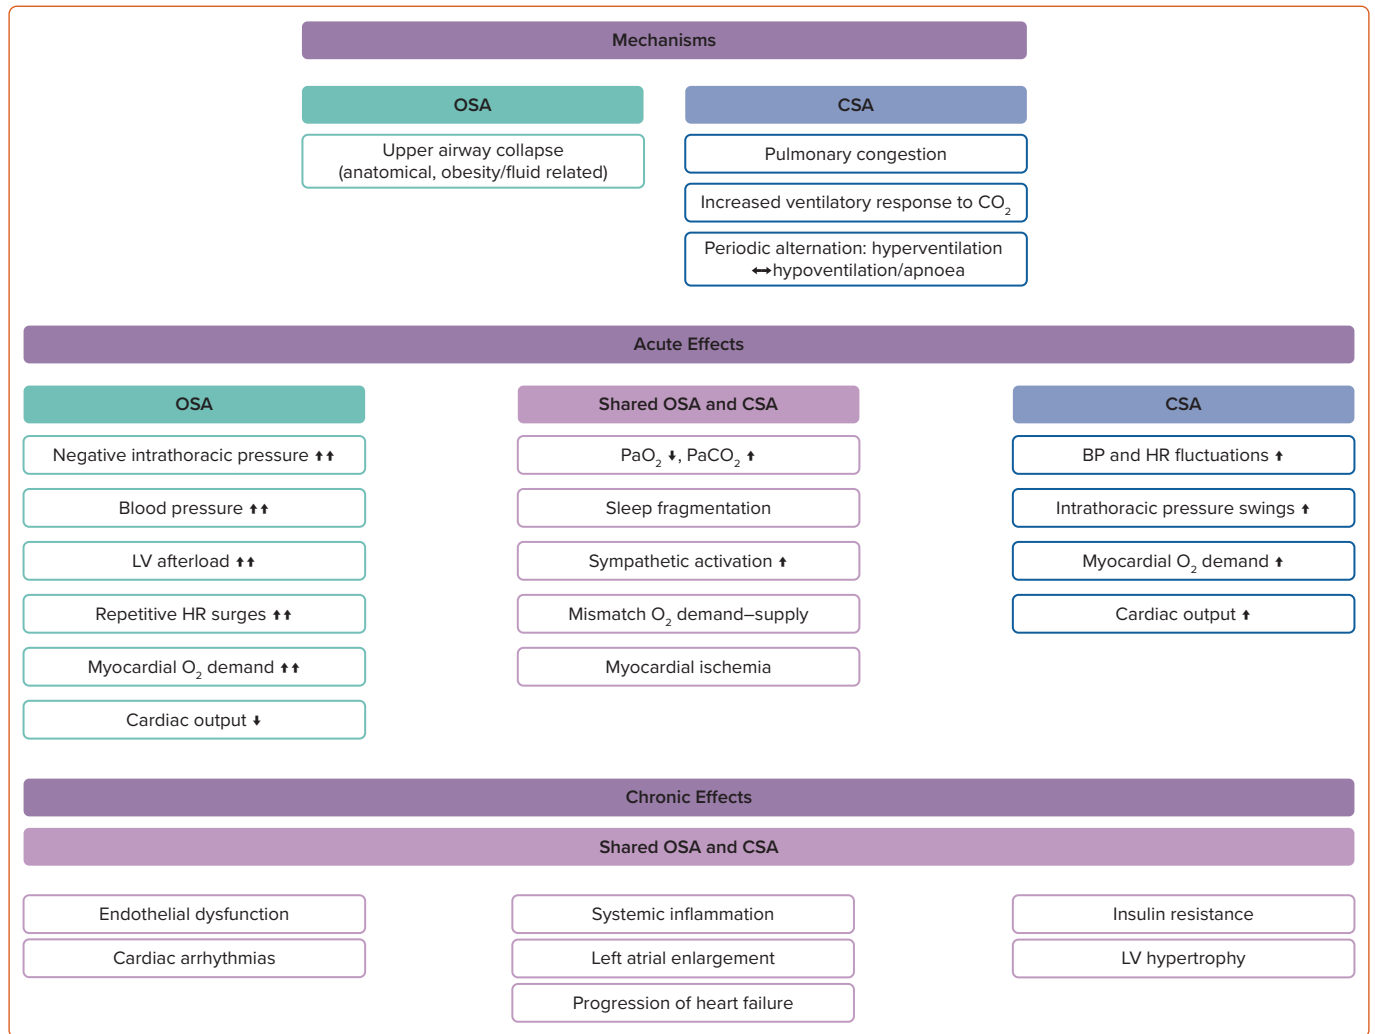 Mechanisms
OSA
Upper airway collapse
(anatomical, obesity/fluid related)
CSA
Pulmonary congestion
Increased ventilatory response to CO₂
Periodic alternation: hyperventilation
↔hypoventilation/apnoea
Acute Effects
OSA
Negative intrathoracic pressure ↑↑
Blood pressure ↑↑
LV afterload ↑↑
Repetitive HR surges ↑↑
Myocardial O₂ demand ↑↑
Cardiac output ↓
Shared OSA and CSA
PaO₂ ↓, PaCO₂ ↑
Sleep fragmentation
Sympathetic activation ↑
Mismatch O₂ demand–supply
Myocardial ischemia
CSA
BP and HR fluctuations ↑
Intrathoracic pressure swings ↑
Myocardial O₂ demand ↑
Cardiac output ↑
Chronic Effects
Shared OSA and CSA
Endothelial dysfunction
Cardiac arrhythmias
Systemic inflammation
Left atrial enlargement
Progression of heart failure
Insulin resistance
LV hypertrophy